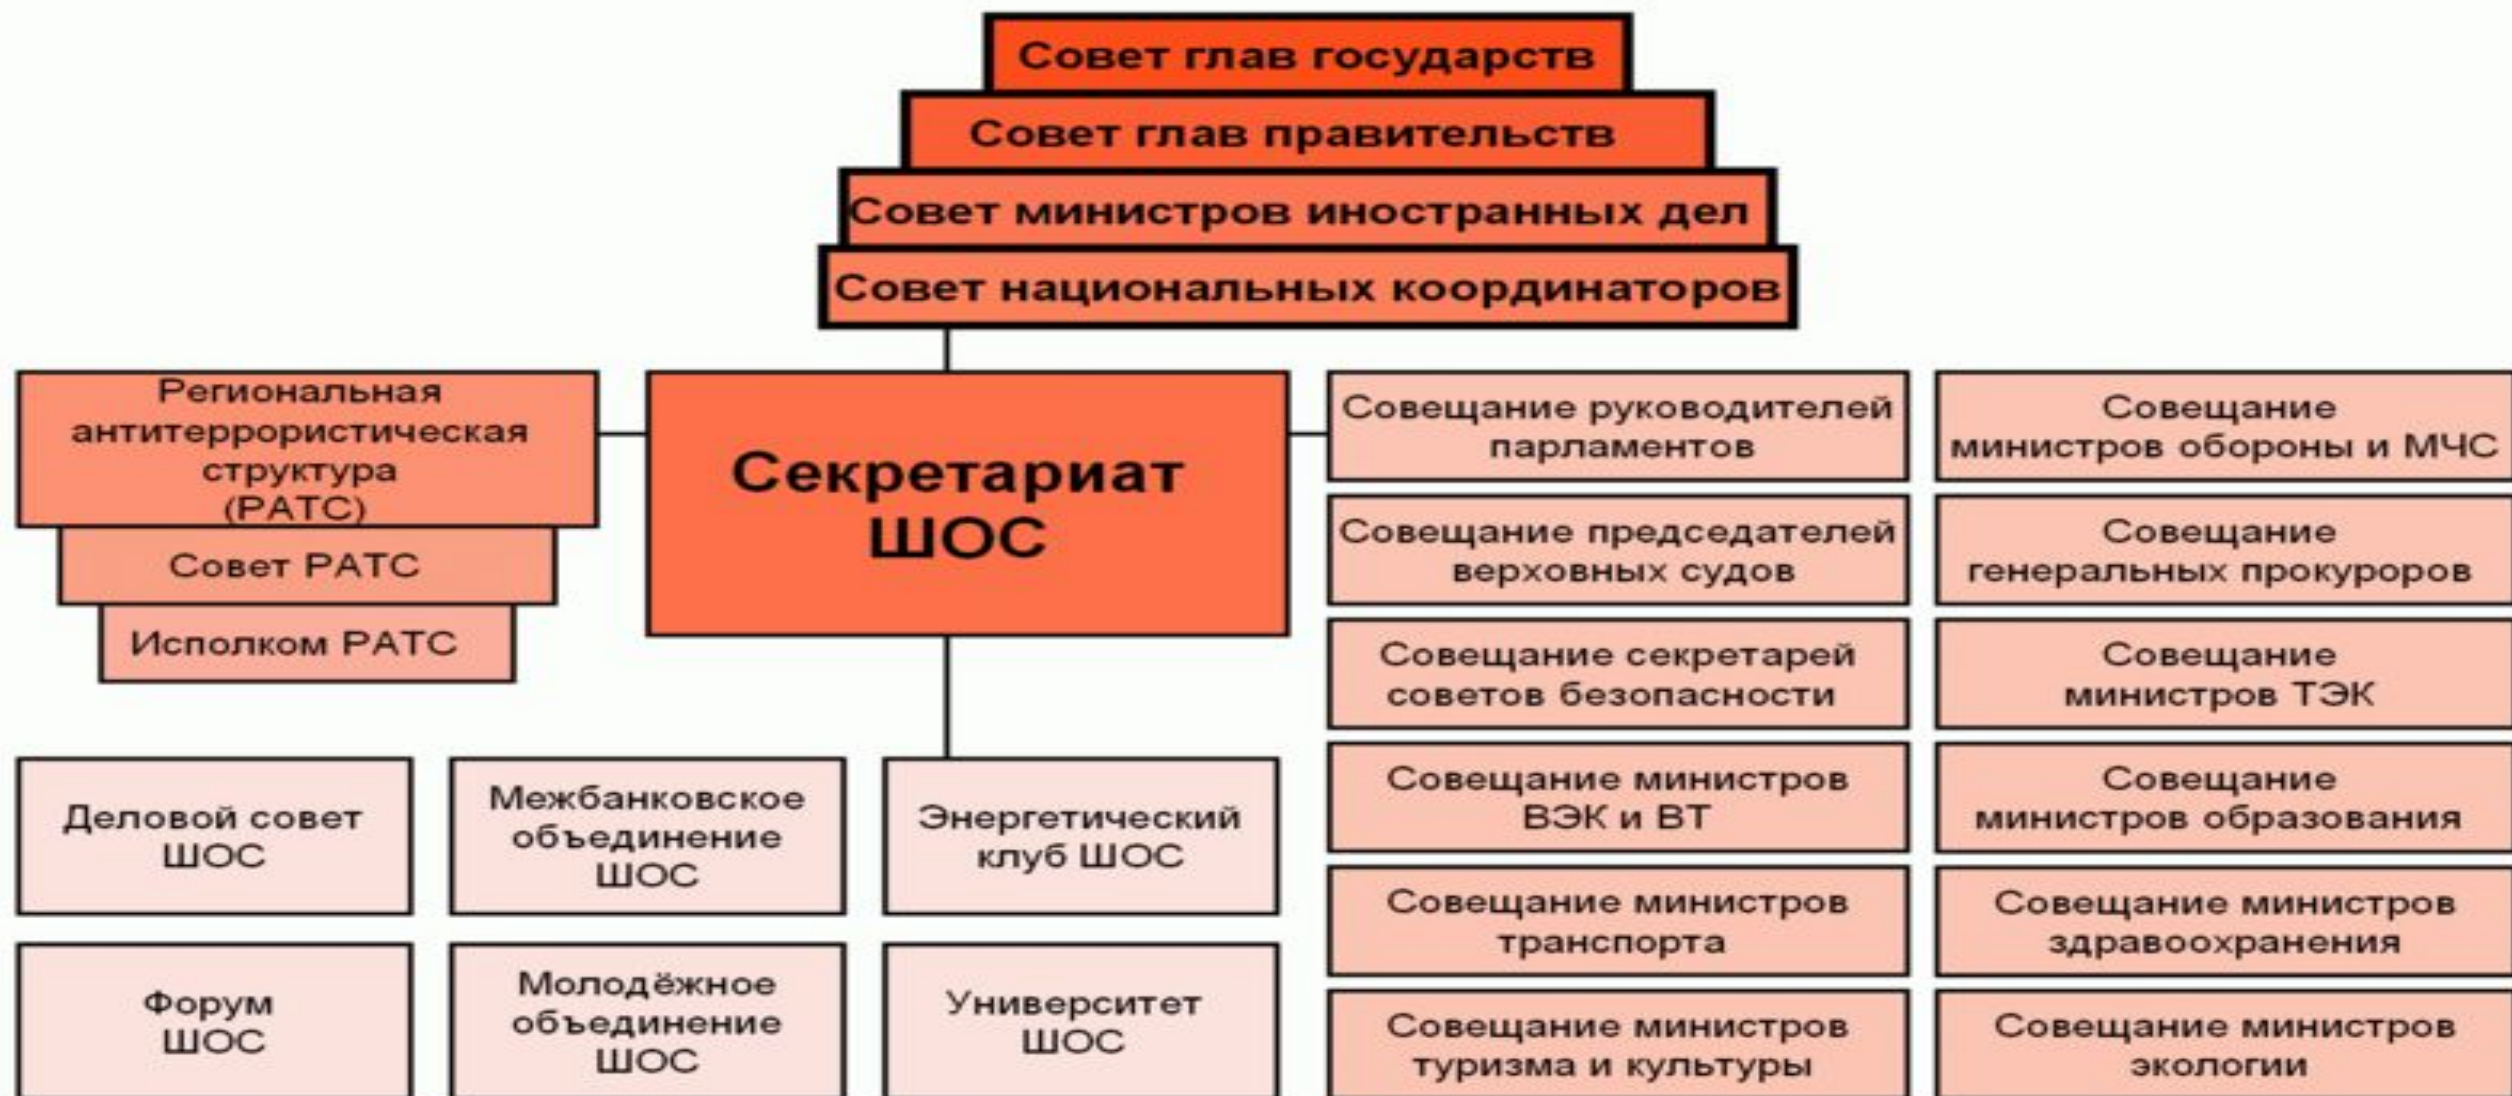 Совет глав государств
Совет глав правительств
Совет министров иностранных дел
Совет национальных координаторов
Региональная
антитеррористическая
структура
(РАТС)
Совет РАТС
Исполком РАТС
Секретариат
ШОС
Совещание руководителей
парламентов
Совещание
министров обороны и МЧС
Совещание председателей
верховных судов
Совещание
генеральных прокуроров
Совещание секретарей
советов безопасности
Совещание
министров ТЭК
Совещание министров
ВЭК и ВТ
Совещание
министров образования
Совещание министров
транспорта
Совещание министров
здравоохранения
Совещание министров
туризма и культуры
Совещание министров
экологии
Деловой совет
ШОС
Межбанковское
объединение
ШОС
Энергетический
клуб ШОС
Форум
ШОС
Молодёжное
объединение
ШОС
Университет
ШОС